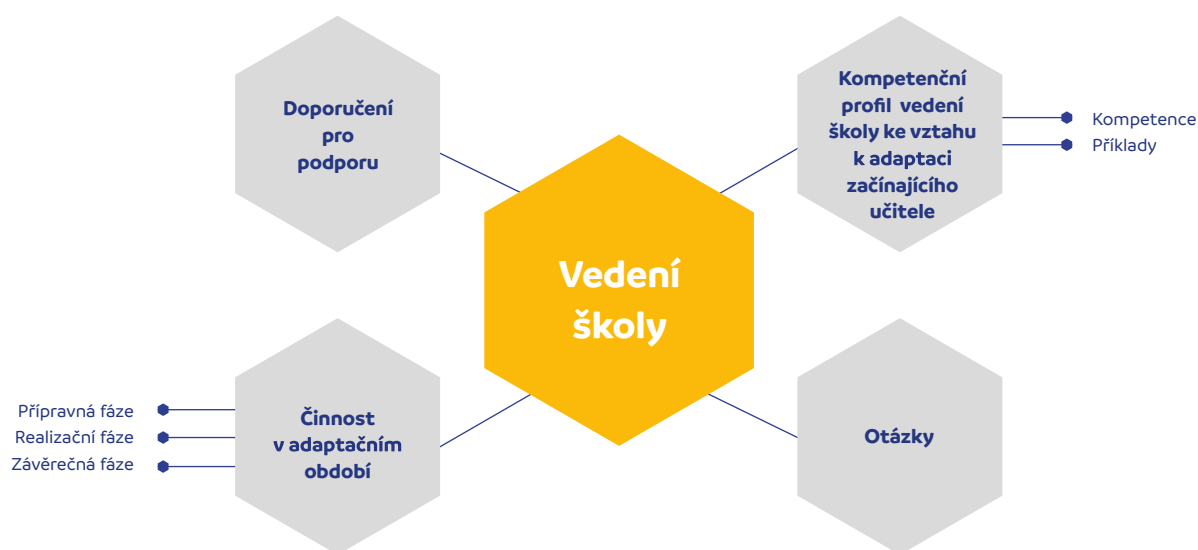 Doporučení
pro
podporu
Kompetenční
profil vedení
školy ke vztahu
k adaptaci
začínajícího
učitele
Kompetence
Příklady
Vedení
školy
Přípravná fáze
Realizační fáze
Závěrečná fáze
Činnost
v adaptačním
období
Otázky